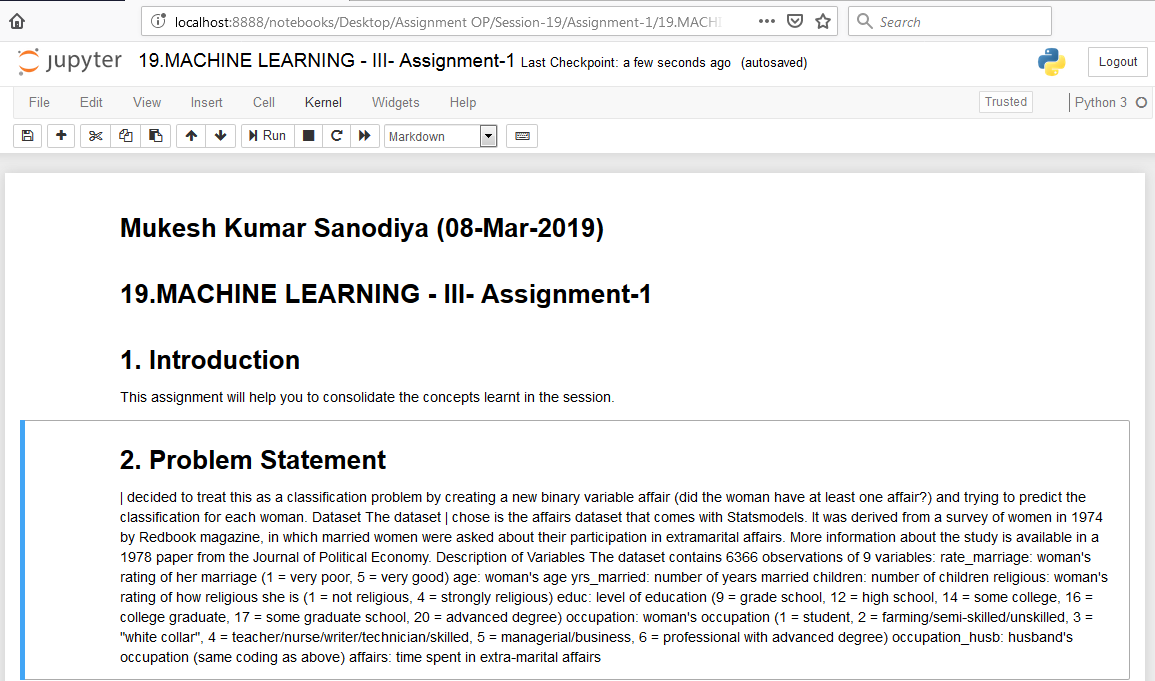 localhost:8888/notebooks/Desktop/Assignment OP/Session-19/Assignment-1/19.MACHI
Search
jupyter 19.MACHINE LEARNING - III- Assignment-1 Last Checkpoint: a few seconds ago (autosaved)
Logout
File Edit View Insert Cell Kernel Widgets Help
Trusted Python 3
Run Markdown
Mukesh Kumar Sanodiya (08-Mar-2019)
19.MACHINE LEARNING - III- Assignment-1
1. Introduction
This assignment will help you to consolidate the concepts learnt in the session.
2. Problem Statement
| decided to treat this as a classification problem by creating a new binary variable affair (did the woman have at least one affair?) and trying to predict the
classification for each woman. Dataset The dataset | chose is the affairs dataset that comes with Statsmodels. It was derived from a survey of women in 1974
by Redbook magazine, in which married women were asked about their participation in extramarital affairs. More information about the study is available in a
1978 paper from the Journal of Political Economy. Description of Variables The dataset contains 6366 observations of 9 variables: rate_marriage: woman's
rating of her marriage (1 = very poor, 5 = very good) age: woman's age yrs_married: number of years married children: number of children religious: woman's
rating of how religious she is (1 = not religious, 4 = strongly religious) educ: level of education (9 = grade school, 12 = high school, 14 = some college, 16 =
college graduate, 17 = some graduate school, 20 = advanced degree) occupation: woman's occupation (1 = student, 2 = farming/semi-skilled/unskilled, 3 =
"white collar", 4 = teacher/nurse/writer/technician/skilled, 5 = managerial/business, 6 = professional with advanced degree) occupation_husb: husband's
occupation (same coding as above) affairs: time spent in extra-marital affairs